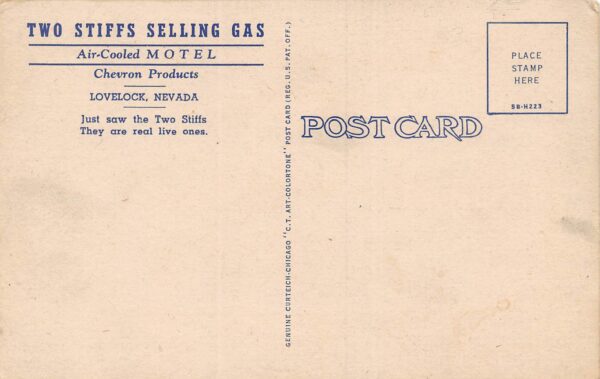 TWO STIFFS SELLING GAS
Air-Cooled MOTEL
Chevron Products
LOVELOCK, NEVADA
Just saw the Two Stiffs
They are real live ones.
GENUINE CURTEICH-CHICAGO "C.T. ART-COLORTONE" POST CARD (REG. U.S. PAT. OFF.)
POST CARD
PLACE
STAMP
HERE
5B-H223